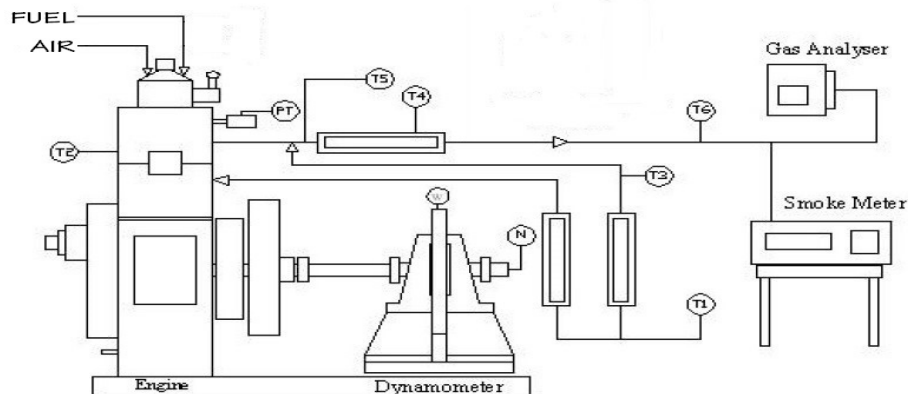 FUEL
AIR
Gas Analyser
T5
T4
T6
PT
T2
T3
W
Smoke Meter
N
T1
Engine
Dynamometer